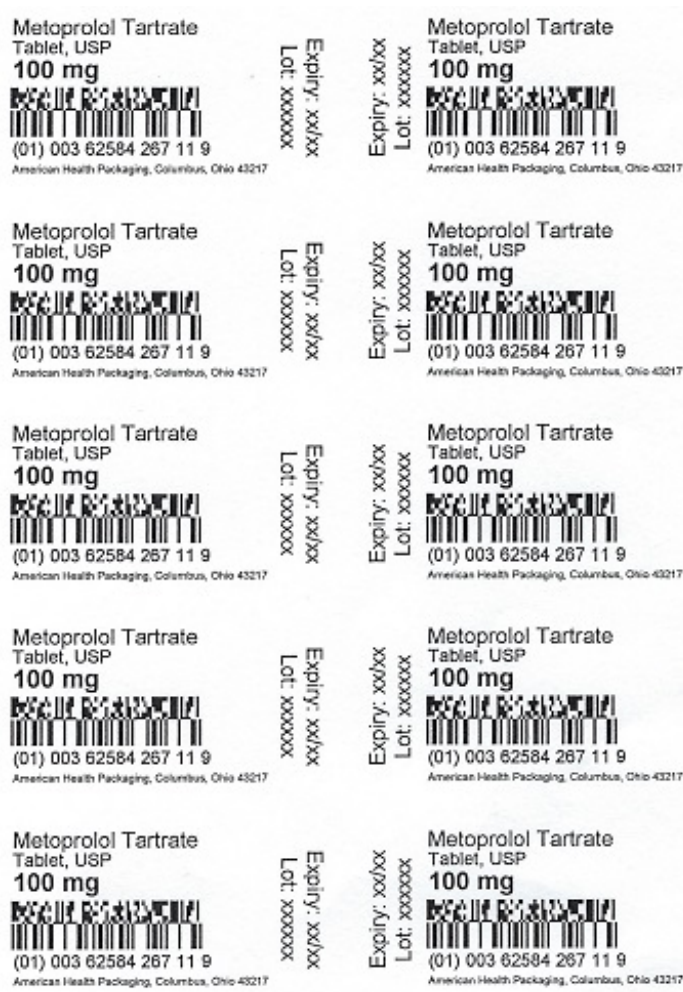 Metoprolol Tartrate
Tablet, USP
100 mg
(01) 003 62584 267 11 9
American Health Packaging, Columbus, Ohio 43217
Expiry: xx/xx
Lot: xxxxxx
Expiry: xx/xx
Lot: xxxxxx
Metoprolol Tartrate
Tablet, USP
100 mg
(01) 003 62584 267 11 9
American Health Packaging, Columbus, Ohio 43217
Metoprolol Tartrate
Tablet, USP
100 mg
(01) 003 62584 267 11 9
American Health Packaging, Columbus, Ohio 43217
Expiry: xx/xx
Lot: xxxxxx
Expiry: xx/xx
Lot: xxxxxx
Metoprolol Tartrate
Tablet, USP
100 mg
(01) 003 62584 267 11 9
American Health Packaging, Columbus, Ohio 43217
Metoprolol Tartrate
Tablet, USP
100 mg
(01) 003 62584 267 11 9
American Health Packaging, Columbus, Ohio 43217
Expiry: xx/xx
Lot: xxxxxx
Expiry: xx/xx
Lot: xxxxxx
Metoprolol Tartrate
Tablet, USP
100 mg
(01) 003 62584 267 11 9
American Health Packaging, Columbus, Ohio 43217
Metoprolol Tartrate
Tablet, USP
100 mg
(01) 003 62584 267 11 9
American Health Packaging, Columbus, Ohio 43217
Expiry: xx/xx
Lot: xxxxxx
Expiry: xx/xx
Lot: xxxxxx
Metoprolol Tartrate
Tablet, USP
100 mg
(01) 003 62584 267 11 9
American Health Packaging, Columbus, Ohio 43217
Metoprolol Tartrate
Tablet, USP
100 mg
(01) 003 62584 267 11 9
American Health Packaging, Columbus, Ohio 43217
Expiry: xx/xx
Lot: xxxxxx
Expiry: xx/xx
Lot: xxxxxx
Metoprolol Tartrate
Tablet, USP
100 mg
(01) 003 62584 267 11 9
American Health Packaging, Columbus, Ohio 43217